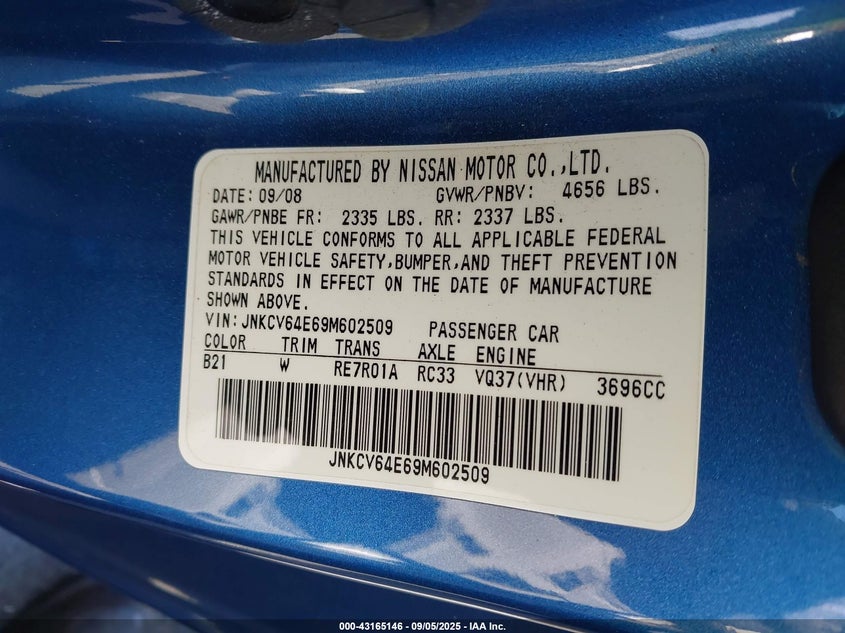 MANUFACTURED BY NISSAN MOTOR CO.,LTD.
DATE: 09/08 GVWR/PNBV: 4656 LBS.
GAWR/PNBE FR: 2335 LBS. RR: 2337 LBS.
THIS VEHICLE CONFORMS TO ALL APPLICABLE FEDERAL
MOTOR VEHICLE SAFETY,BUMPER,AND THEFT PREVENTION
STANDARDS IN EFFECT ON THE DATE OF MANUFACTURE
SHOWN ABOVE.
VIN:JNKCV64E69M602509 PASSENGER CAR
COLOR TRIM TRANS AXLE ENGINE
B21 W RE7R01A RC33 VQ37(VHR) 3696CC
JNKCV64E69M602509
000-43165146 - 09/05/2025 - IAA Inc.